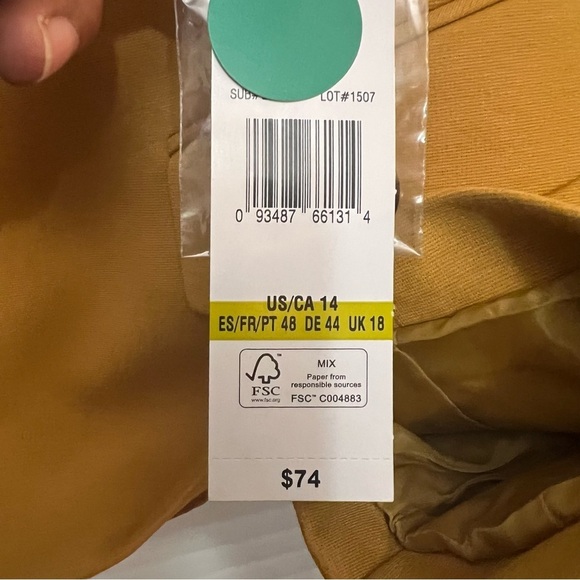 SUB# LOT#1507
0 93487 66131 4
US/CA 14
ES/FR/PT 48 DE 44 UK 18
FSC™
www.fsc.org
MIX
Paper from
responsible sources
FSC™ C004883
$74